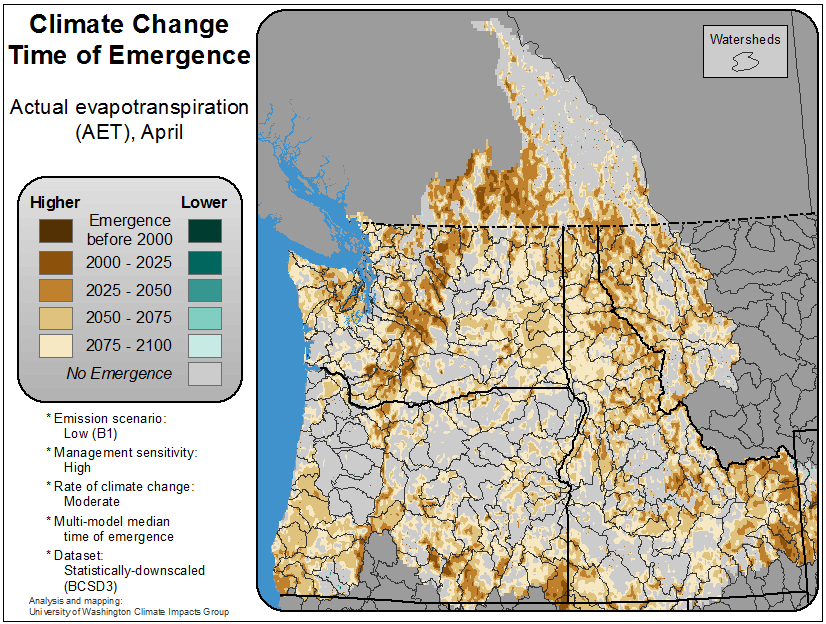 Climate Change
Time of Emergence
Actual evapotranspiration
(AET), April
Higher
Lower
Emergence
before 2000
2000 - 2025
2025 - 2050
2050 - 2075
2075 - 2100
No Emergence
* Emission scenario:
Low (B1)
* Management sensitivity:
High
* Rate of climate change:
Moderate
* Multi-model median
time of emergence
* Dataset:
Statistically-downscaled
(BCSD3)
Analysis and mapping:
University of Washington Climate Impacts Group
Watersheds